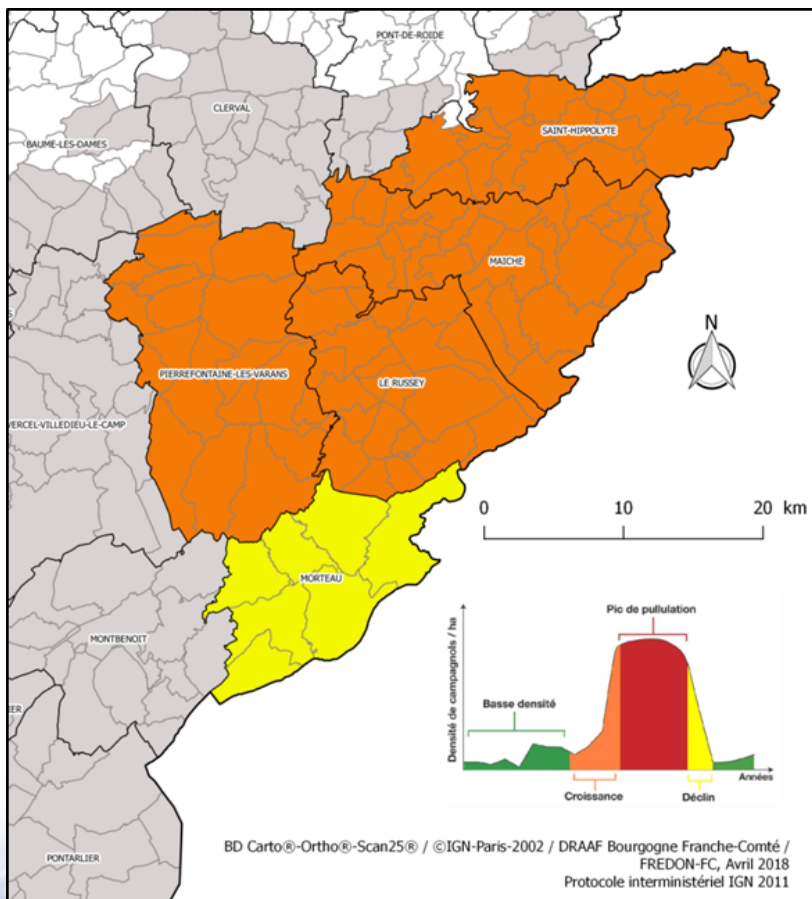 PONT-DE-ROIDE
CLERVAL
SAINT-HIPPOLYTE
BAUME-LES-DAMES
MAICHE
N
PIERREFONTAINE-LES-VARANS
LE RUSSEY
VERCEL-VILLEDIEU-LE-CAMP
0 10 20 km
MORTEAU
MONTBENOIT
Pic de pullulation
Densité de campagnols / ha
Basse densité
Années
Croissance
Déclin
PONTARLIER
BD Carto®-Ortho®-Scan25® / ©IGN-Paris-2002 / DRAAF Bourgogne Franche-Comté /
FREDON-FC, Avril 2018
Protocole interministériel IGN 2011